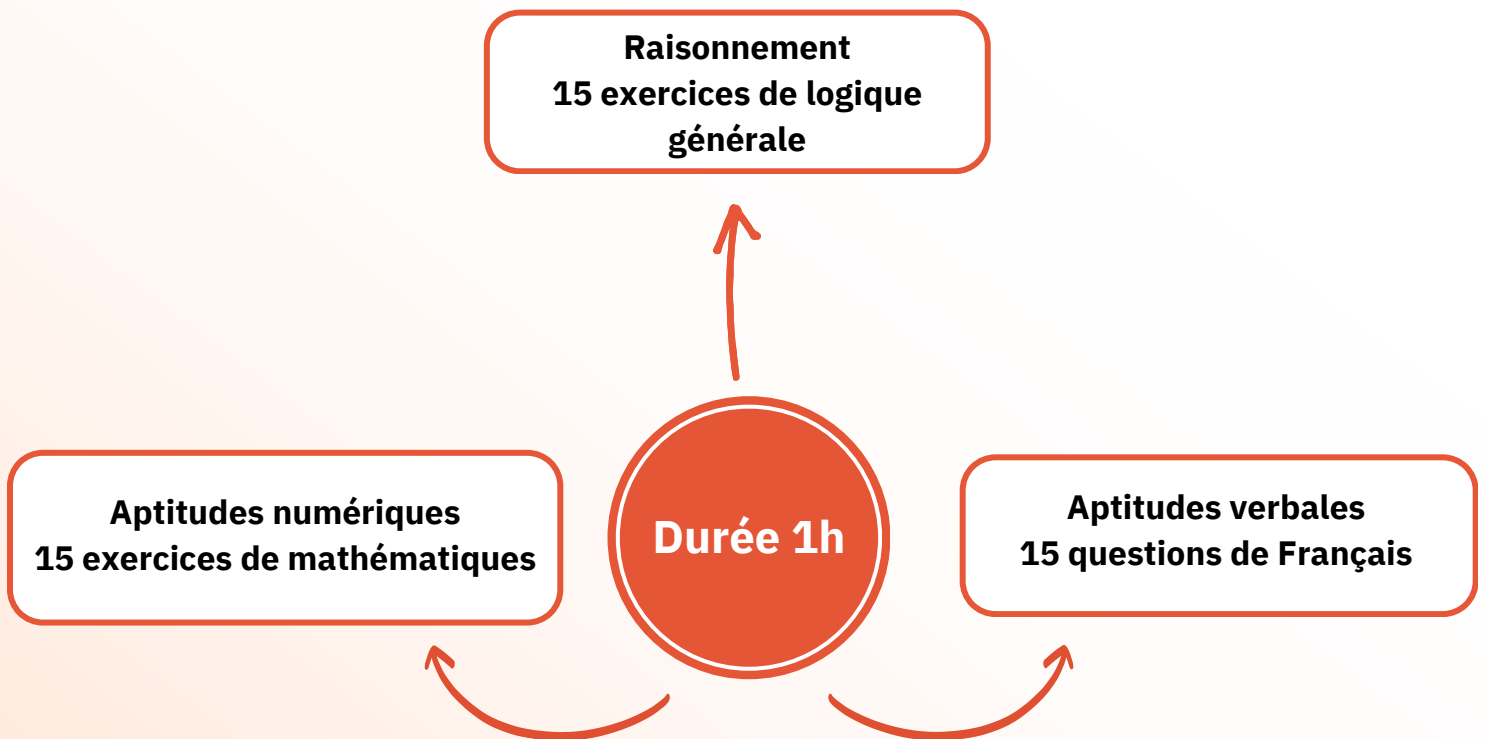 Raisonnement
15 exercices de logique
générale
Aptitudes numériques
15 exercices de mathématiques
Durée 1h
Aptitudes verbales
15 questions de Français